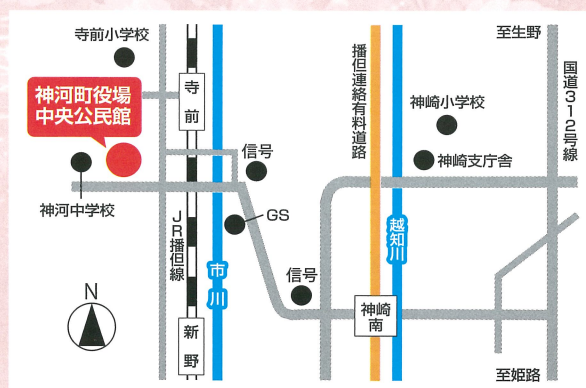 寺前小学校
神河町役場
中央公民館
神河中学校
寺前
信号
GS
JR播但線
市川
新野
信号
播但連絡有料道路
至生野
国道312号線
神崎小学校
神崎支庁舎
越知川
神崎
南
至姫路
N